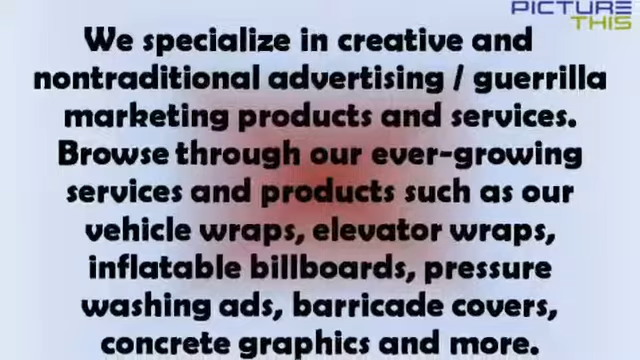 PICTURE
THIS
We specialize in creative and
nontraditional advertising / guerrilla
marketing products and services.
Browse through our ever-growing
services and products such as our
vehicle wraps, elevator wraps,
inflatable billboards, pressure
washing ads, barricade covers,
concrete graphics and more.